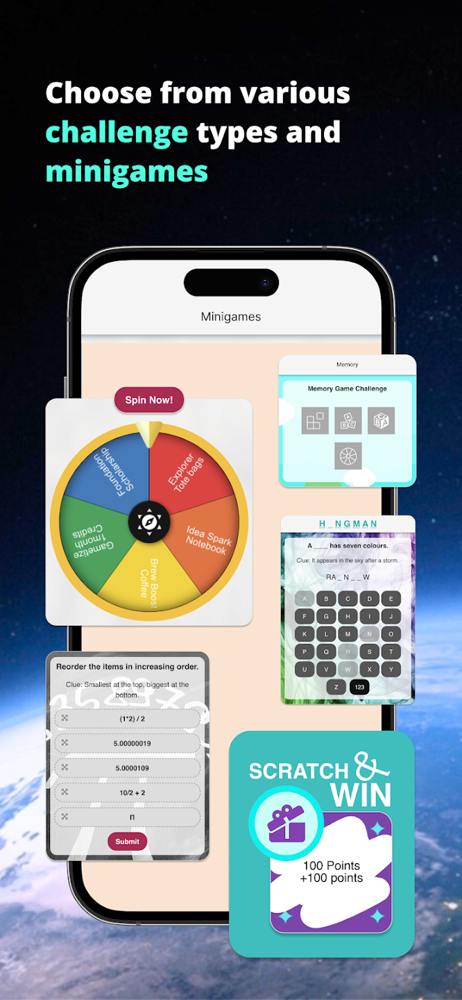 Choose from various
challenge types and
minigames
Minigames
Spin Now!
Foundation
Scholarship
Explorer
Tote bags
Idea Spark
Notebook
Brew Boost
Coffee
Gametize
1month
Credits
Memory
Memory Game Challenge
A
B C
C
B A
H _ NGMAN
A ____ has seven colours.
Clue: It appears in the sky after a storm.
RA _ N _ _ W
A B C D E
F G H I J
K L M N O
P Q R S T
U V W X Y
Z 123
Reorder the items in increasing order.
Clue: Smallest at the top, biggest at the
bottom.
(1*2) / 2
5.00000019
5.0000109
10/2 + 2
Π
Submit
SCRATCH &
WIN
100 Points
+100 points